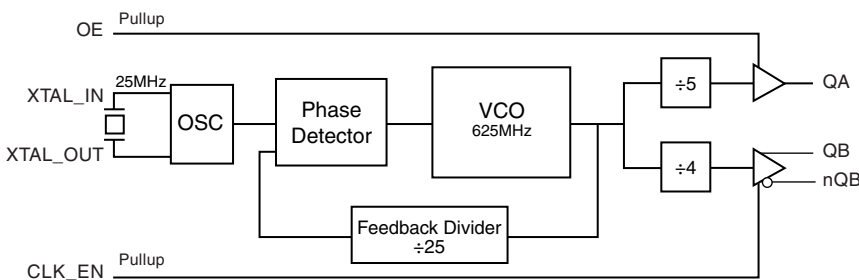 OE
Pullup
25MHz
XTAL_IN
XTAL_OUT
OSC
Phase
Detector
VCO
625MHz
÷5
QA
÷4
QB
nQB
Feedback Divider
÷25
CLK_EN
Pullup